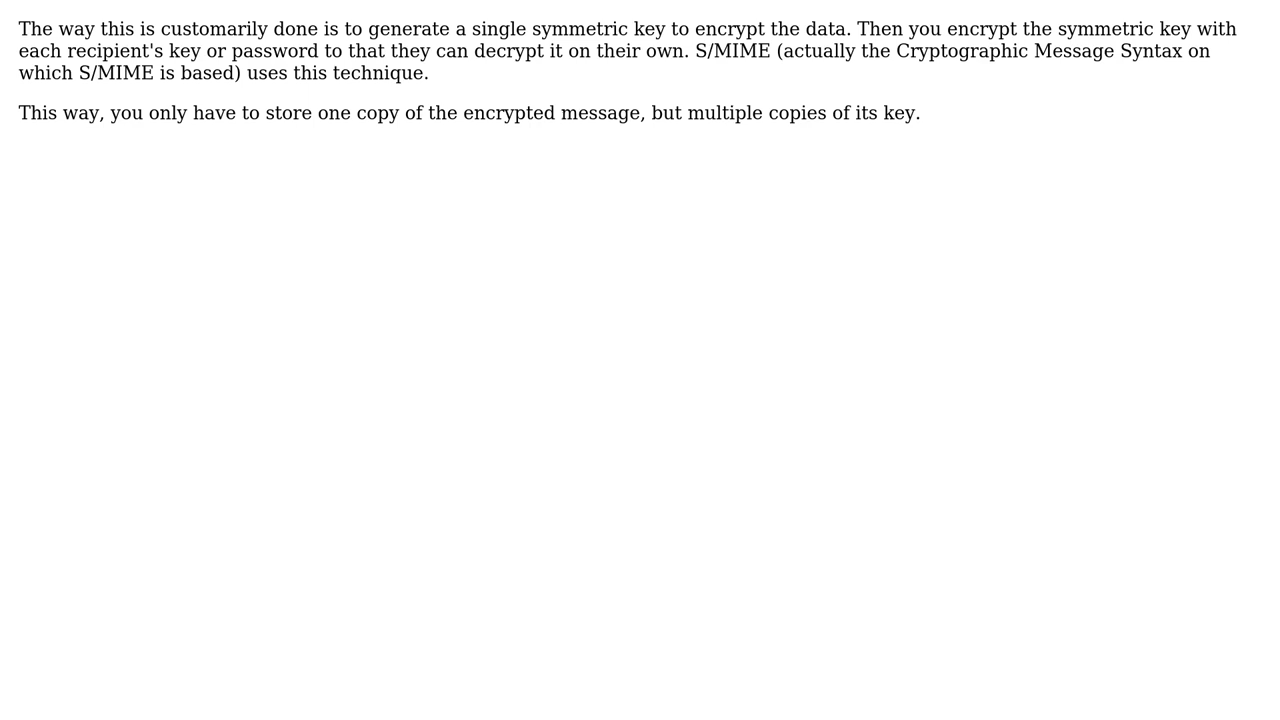 The way this is customarily done is to generate a single symmetric key to encrypt the data. Then you encrypt the symmetric key with
each recipient's key or password to that they can decrypt it on their own. S/MIME (actually the Cryptographic Message Syntax on
which S/MIME is based) uses this technique.
This way, you only have to store one copy of the encrypted message, but multiple copies of its key.